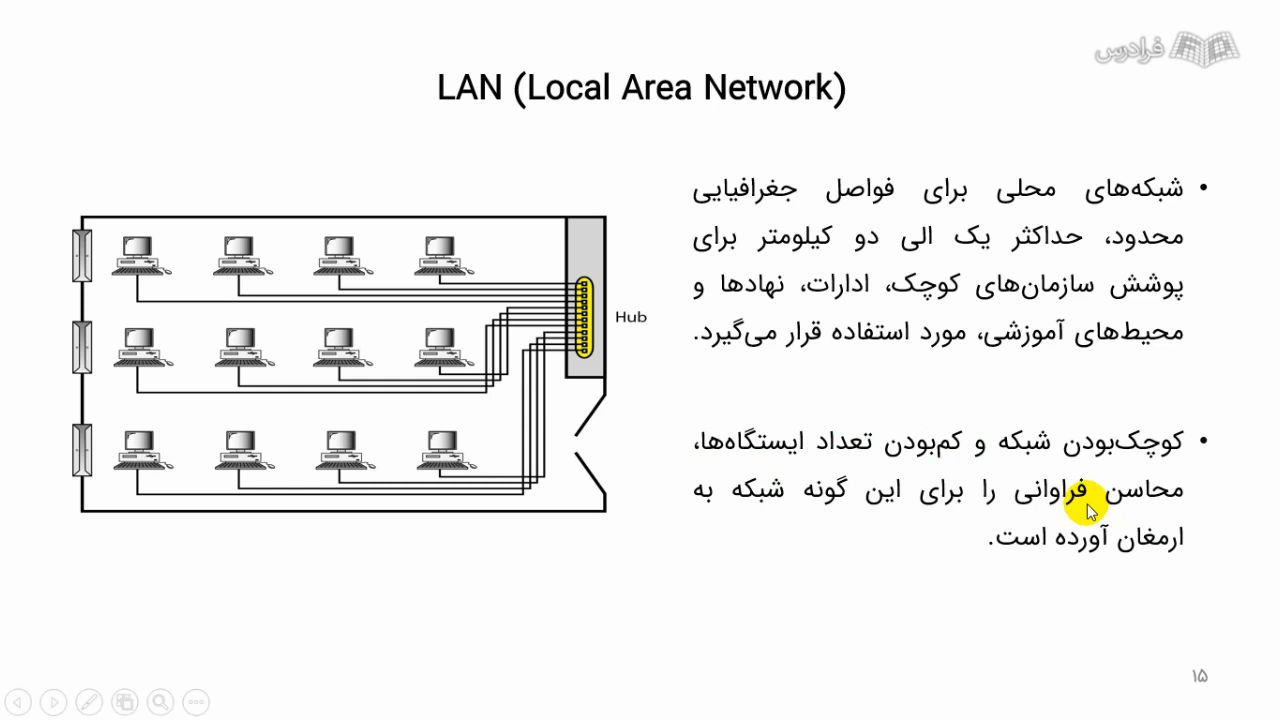 فرادرس
LAN (Local Area Network)
• شبکه‌های محلی برای فواصل جغرافیایی
محدود، حداکثر یک الی دو کیلومتر برای
پوشش سازمان‌های کوچک، ادارات، نهادها و
محیط‌های آموزشی، مورد استفاده قرار می‌گیرد.
• کوچک‌بودن شبکه و کم‌بودن تعداد ایستگاه‌ها،
محاسن فراوانی را برای این گونه شبکه به
ارمغان آورده است.
Hub
۱۵